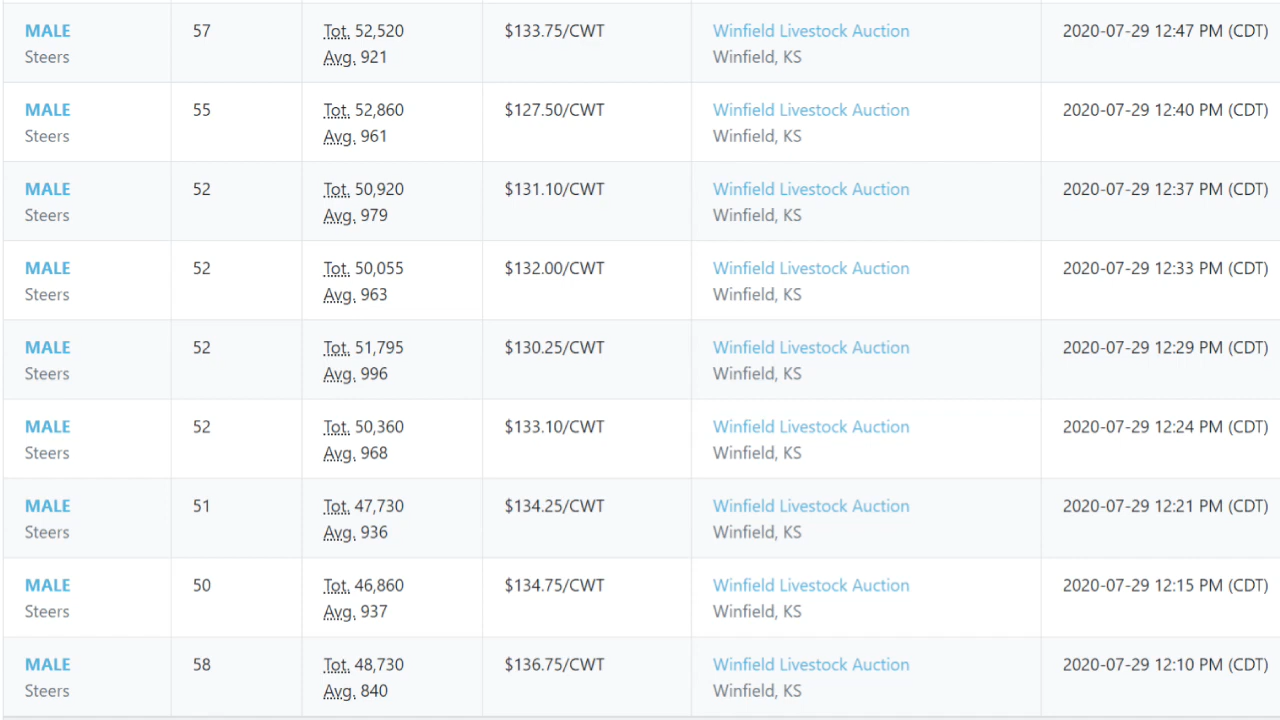 MALE 57 Tot. 52,520 $133.75/CWT Winfield Livestock Auction 2020-07-29 12:47 PM (CDT)
Steers Avg. 921 Winfield, KS
MALE 55 Tot. 52,860 $127.50/CWT Winfield Livestock Auction 2020-07-29 12:40 PM (CDT)
Steers Avg. 961 Winfield, KS
MALE 52 Tot. 50,920 $131.10/CWT Winfield Livestock Auction 2020-07-29 12:37 PM (CDT)
Steers Avg. 979 Winfield, KS
MALE 52 Tot. 50,055 $132.00/CWT Winfield Livestock Auction 2020-07-29 12:33 PM (CDT)
Steers Avg. 963 Winfield, KS
MALE 52 Tot. 51,795 $130.25/CWT Winfield Livestock Auction 2020-07-29 12:29 PM (CDT)
Steers Avg. 996 Winfield, KS
MALE 52 Tot. 50,360 $133.10/CWT Winfield Livestock Auction 2020-07-29 12:24 PM (CDT)
Steers Avg. 968 Winfield, KS
MALE 51 Tot. 47,730 $134.25/CWT Winfield Livestock Auction 2020-07-29 12:21 PM (CDT)
Steers Avg. 936 Winfield, KS
MALE 50 Tot. 46,860 $134.75/CWT Winfield Livestock Auction 2020-07-29 12:15 PM (CDT)
Steers Avg. 937 Winfield, KS
MALE 58 Tot. 48,730 $136.75/CWT Winfield Livestock Auction 2020-07-29 12:10 PM (CDT)
Steers Avg. 840 Winfield, KS